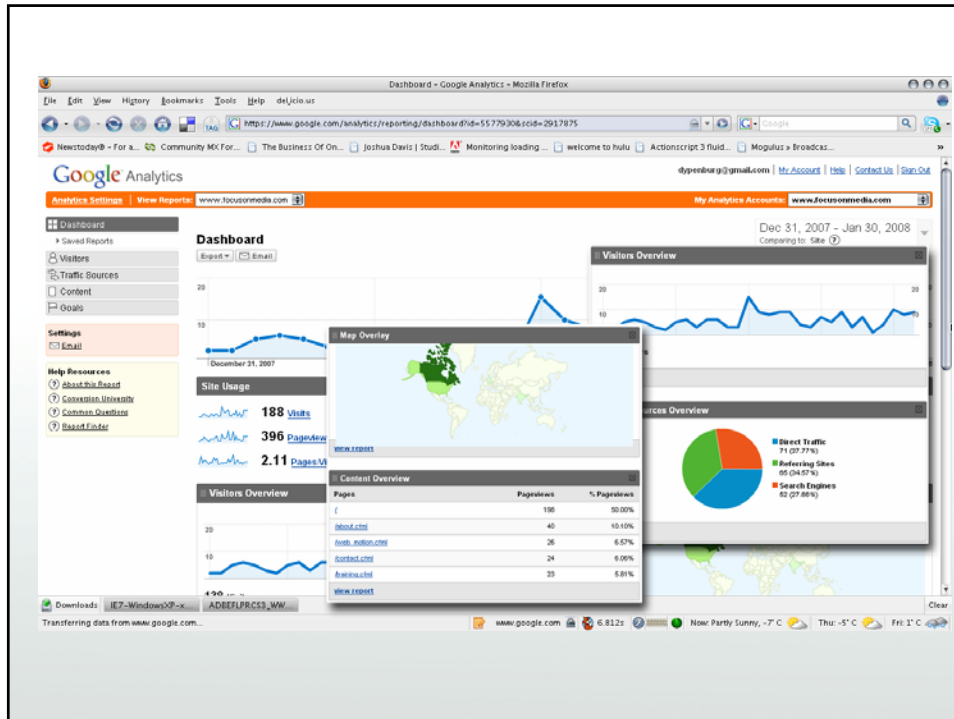 Dashboard - Google Analytics - Mozilla Firefox
File Edit View History Bookmarks Tools Help del.icio.us
TAG https://www.google.com/analytics/reporting/dashboard?id=5577930&scid=2917875 Google
Newstoday® - For a... Community MX For... The Business Of On... Joshua Davis | Studi... Monitoring loading ... welcome to hulu Actionscript 3 fluid... Mogulus » Broadcas... »
Google Analytics
dypenburg@gmail.com | My Account | Help | Contact Us | Sign Out
Analytics Settings | View Reports: www.focusonmedia.com My Analytics Accounts: www.focusonmedia.com
Dashboard
Saved Reports
Visitors
Traffic Sources
Content
Goals
Settings
Email
Help Resources
About this Report
Conversion University
Common Questions
Report Finder
Dashboard
Export Email
Dec 31, 2007 - Jan 30, 2008
Comparing to: Site
20
10
December 31, 2007
Site Usage
188 Visits
396 Pageview
2.11 Pages/Vi
Visitors Overview
20
10
Visitors Overview
20 20
10
Map Overlay
view report
Content Overview
Pages Pageviews % Pageviews
/ 198 50.00%
/about.cfml 40 10.10%
/web_motion.cfml 26 6.57%
/contact.cfml 24 6.06%
/training.cfml 23 5.81%
view report
urces Overview
Direct Traffic
71 (37.77%)
Referring Sites
65 (34.57%)
Search Engines
52 (27.66%)
Downloads IE7-WindowsXP-x... ADBEFLPRCS3_WW... Clear
Transferring data from www.google.com... www.google.com 6.812s Now: Partly Sunny, -7° C Thu: -5° C Fri: 1° C